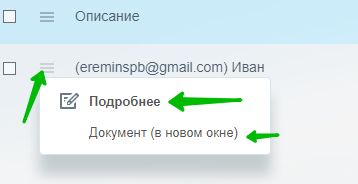 Описание
(ereminspb@gmail.com) Иван
Подробнее
Документ (в новом окне)